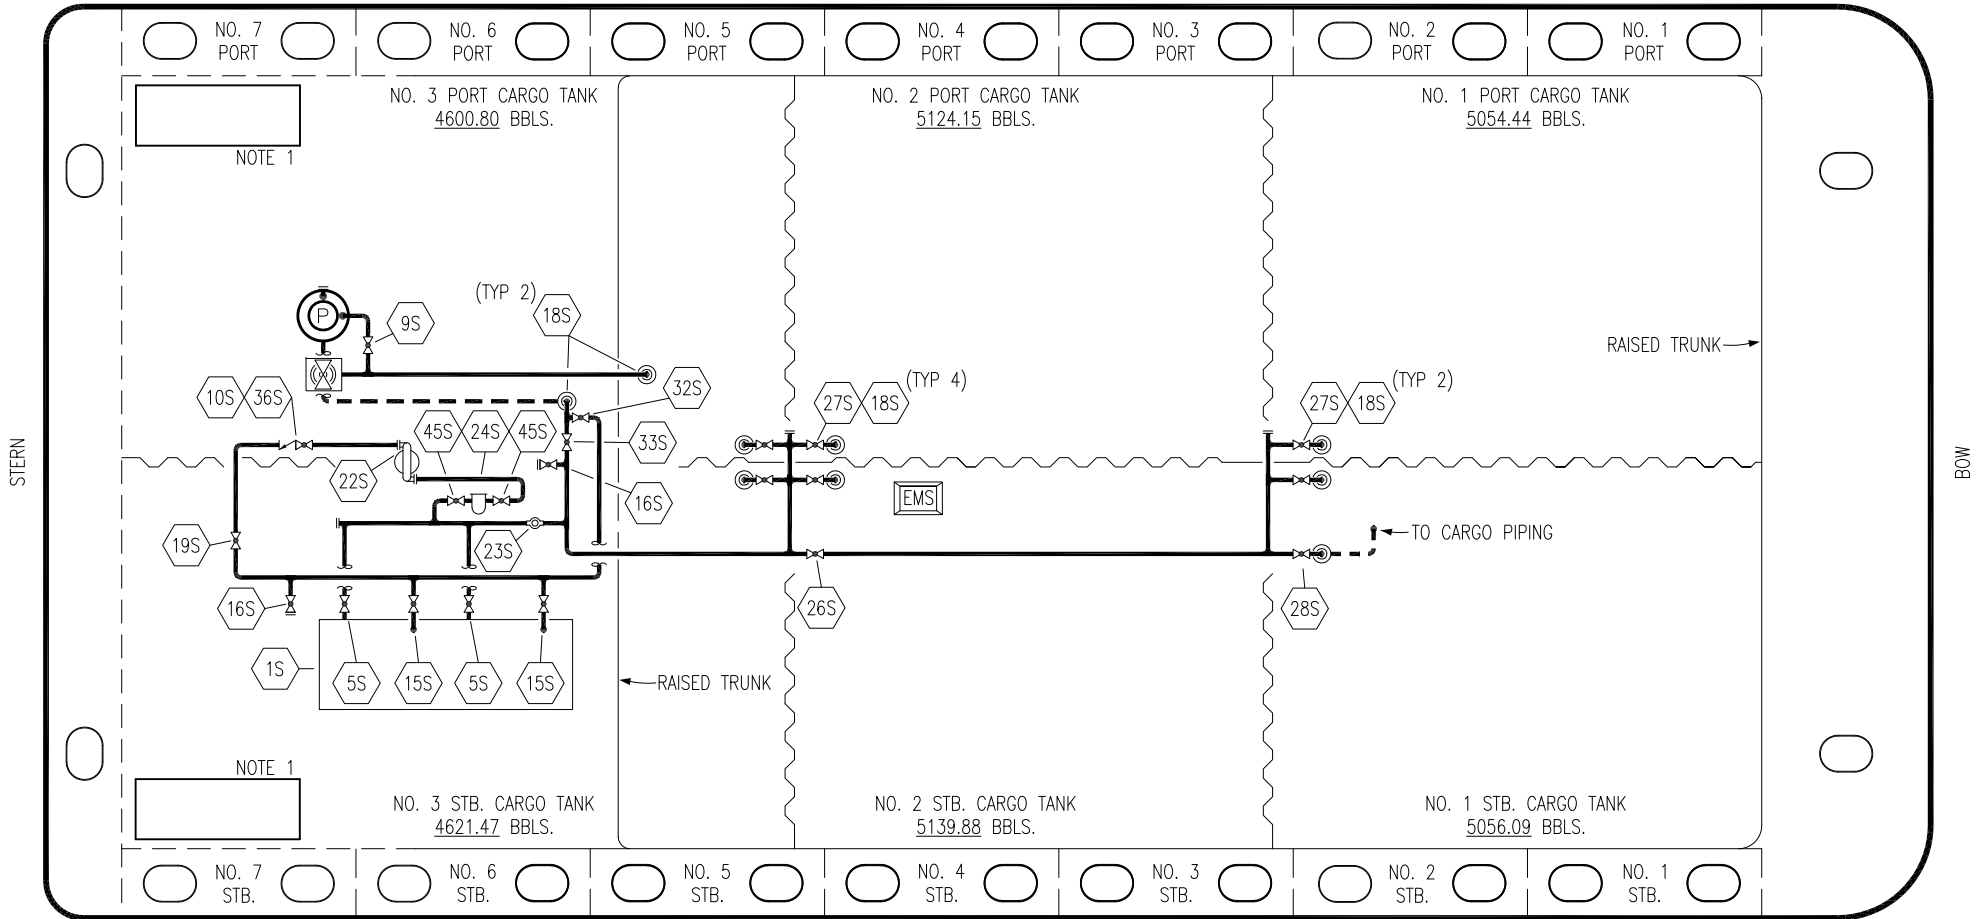 NO. 7 PORT
NO. 6 PORT
NO. 5 PORT
NO. 4 PORT
NO. 3 PORT
NO. 2 PORT
NO. 1 PORT
NO. 3 PORT CARGO TANK
4600.80 BBLS.
NO. 2 PORT CARGO TANK
5124.15 BBLS.
NO. 1 PORT CARGO TANK
5054.44 BBLS.
NOTE 1
(TYP 2)
18S
P
9S
RAISED TRUNK
32S
(TYP 4)
(TYP 2)
10S
36S
27S
18S
27S
18S
45S
24S
45S
33S
STERN
BOW
22S
16S
EMS
TO CARGO PIPING
19S
23S
16S
26S
28S
1S
5S
15S
5S
15S
RAISED TRUNK
NOTE 1
NO. 3 STB. CARGO TANK
4621.47 BBLS.
NO. 2 STB. CARGO TANK
5139.88 BBLS.
NO. 1 STB. CARGO TANK
5056.09 BBLS.
NO. 7 STB.
NO. 6 STB.
NO. 5 STB.
NO. 4 STB.
NO. 3 STB.
NO. 2 STB.
NO. 1 STB.